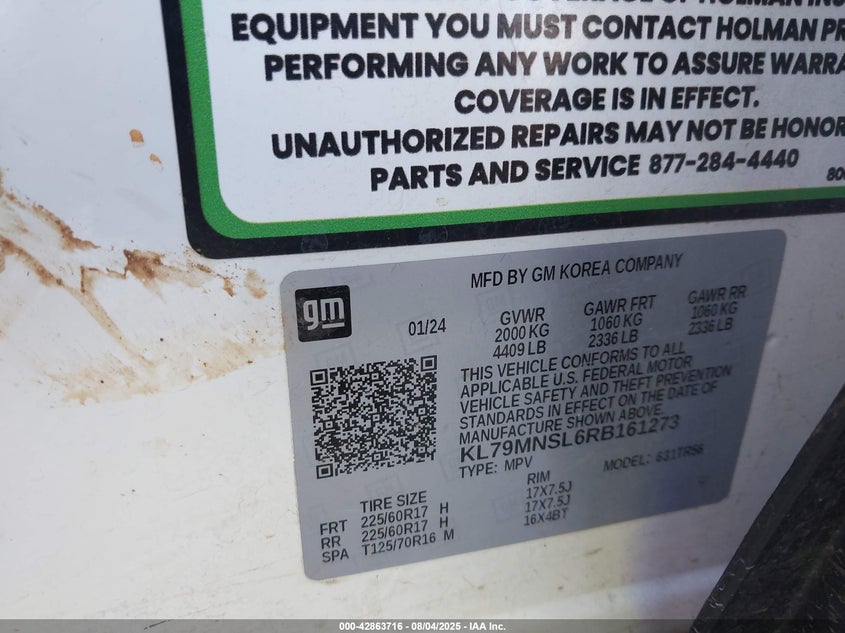 EQUIPMENT YOU MUST CONTACT HOLMAN
PERFORMING ANY WORK TO ASSURE
COVERAGE IS IN EFFECT.
UNAUTHORIZED REPAIRS MAY NOT BE
PARTS AND SERVICE 877-284-4440
MFD BY GM KOREA COMPANY
gm
01/24 GVWR GAWR FRT GAWR RR
2000 KG 1060 KG 1060 KG
4409 LB 2336 LB 2336 LB
THIS VEHICLE CONFORMS TO ALL
APPLICABLE U.S. FEDERAL MOTOR
VEHICLE SAFETY AND THEFT PREVENTION
STANDARDS IN EFFECT ON THE DATE OF
MANUFACTURE SHOWN ABOVE.
KL79MNSL6RB161273
TYPE: MPV MODEL: 631TR56
TIRE SIZE RIM
FRT 225/60R17 H 17X7.5J
RR 225/60R17 H 17X7.5J
SPA T125/70R16 M 16X4BT
000-42863716 | 08/04/2025 | IAA Inc.